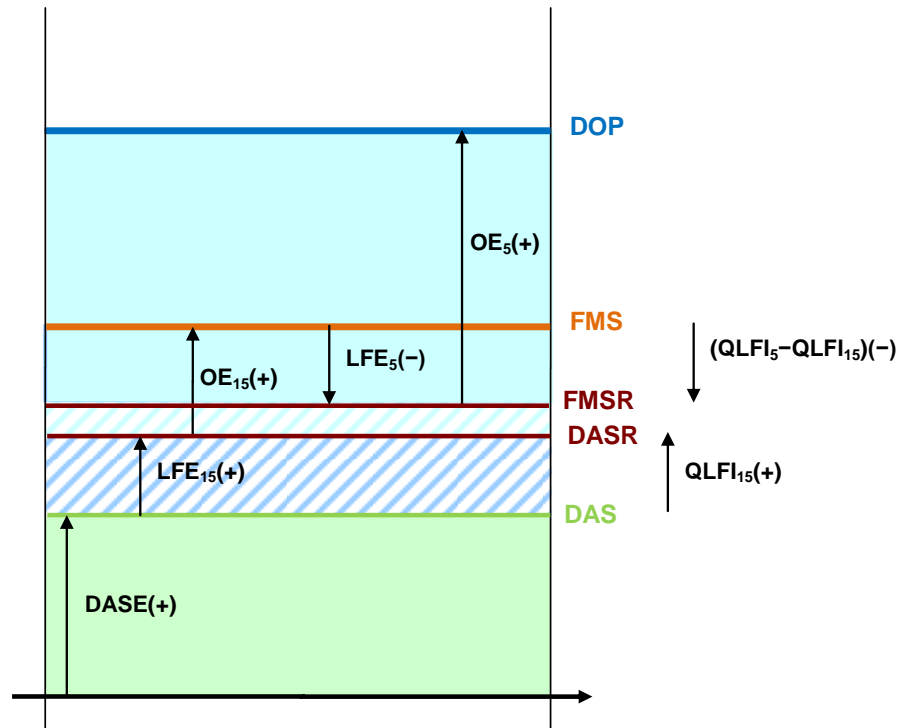 DOP
OE₅(+)
FMS
LFE₅(−)
(QLFI₅−QLFI₁₅)(−)
OE₁₅(+)
FMSR
DASR
LFE₁₅(+)
QLFI₁₅(+)
DAS
DASE(+)